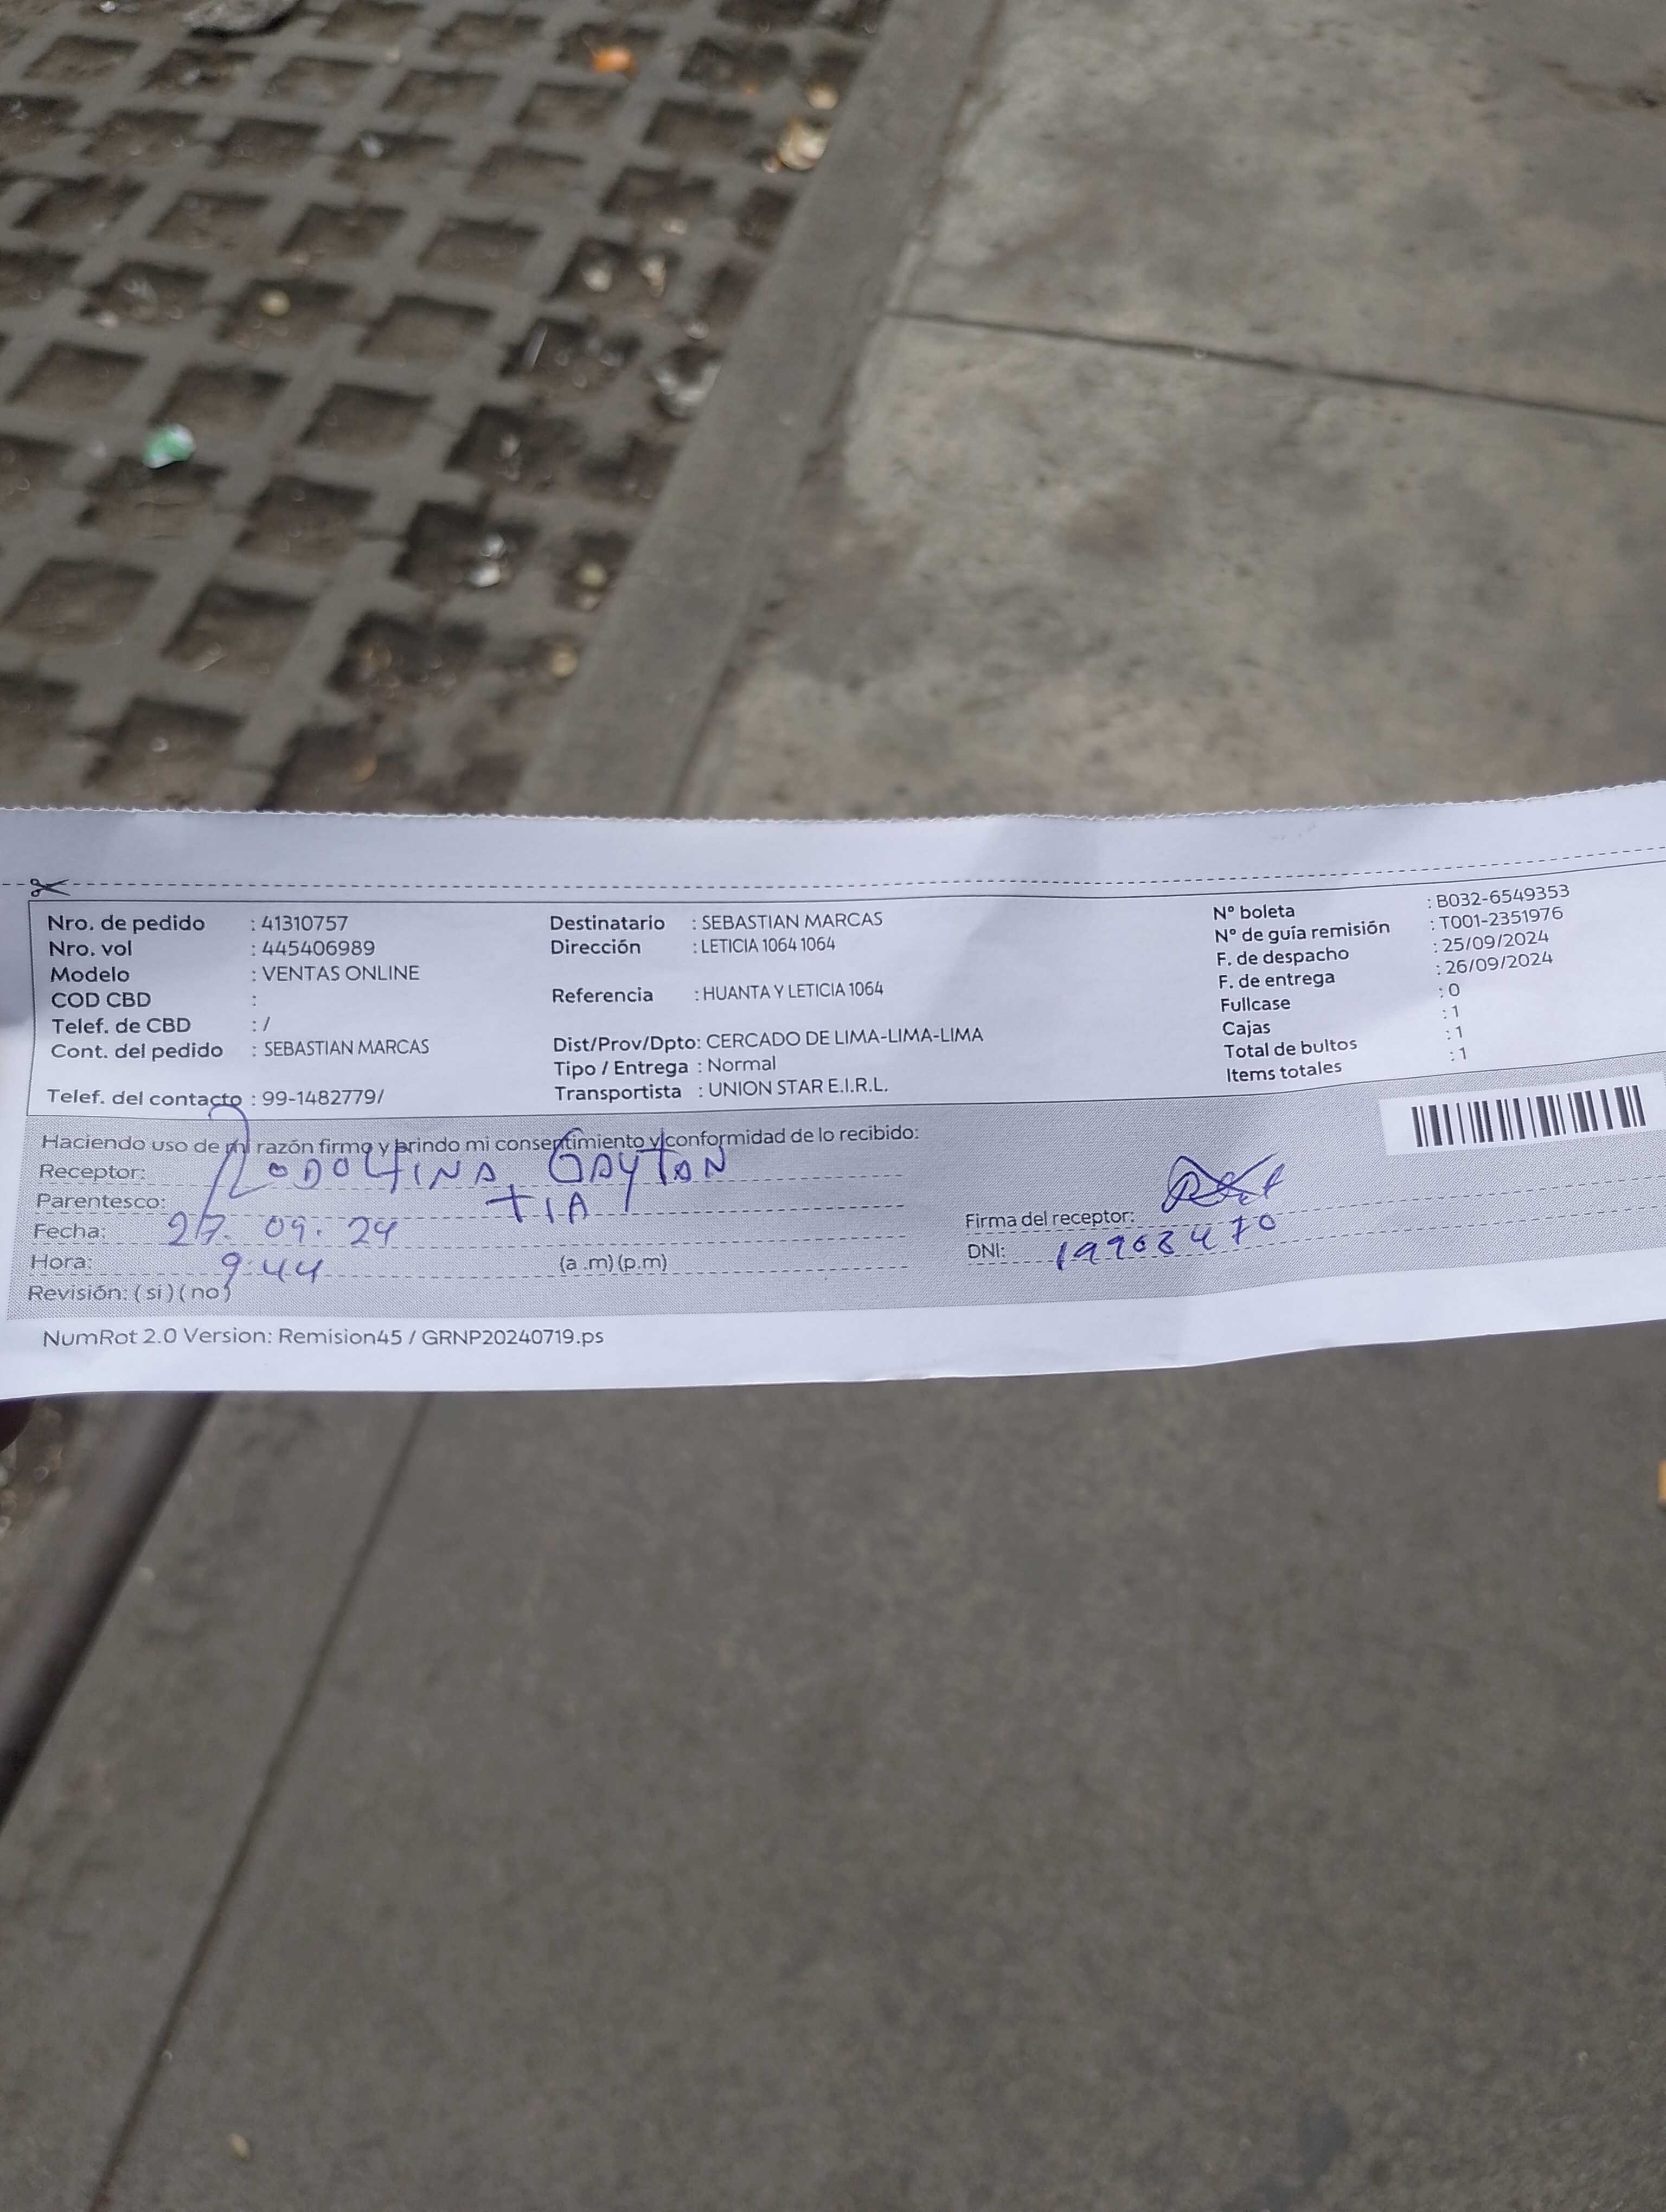 Nro. de pedido : 41310757
Nro. vol : 445406989
Modelo : VENTAS ONLINE
COD CBD :
Telef. de CBD : /
Cont. del pedido : SEBASTIAN MARCAS
Telef. del contacto : 99-1482779/
Destinatario : SEBASTIAN MARCAS
Dirección : LETICIA 1064 1064
Referencia : HUANTA Y LETICIA 1064
Dist/Prov/Dpto: CERCADO DE LIMA-LIMA-LIMA
Tipo / Entrega : Normal
Transportista : UNION STAR E.I.R.L.
N° boleta : B032-6549353
N° de guía remisión : T001-2351976
F. de despacho : 25/09/2024
F. de entrega : 26/09/2024
Fullcase : 0
Cajas : 1
Total de bultos : 1
Items totales : 1
Haciendo uso de mi razón firmo y brindo mi consentimiento y conformidad de lo recibido:
Receptor: RODOLFINA GAYTAN
Parentesco: TIA
Fecha: 27. 09. 24
Hora: 9:44 (a .m) (p.m)
Revisión: ( si ) ( no )
Firma del receptor:
DNI: 19963470
NumRot 2.0 Version: Remision45 / GRNP20240719.ps